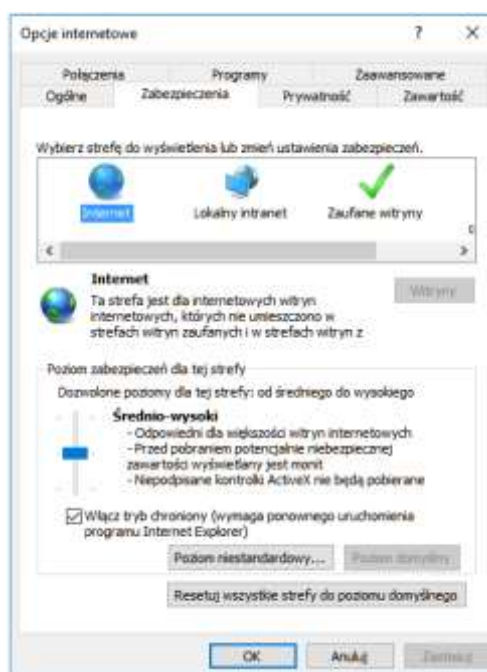 Opcje internetowe ? ×
Połączenia Programy Zaawansowane
Ogólne Zabezpieczenia Prywatność Zawartość
Wybierz strefę do wyświetlenia lub zmień ustawienia zabezpieczeń.
Internet Lokalny intranet Zaufane witryny
Internet
Witryny
Ta strefa jest dla internetowych witryn
internetowych, których nie umieszczono w
strefach witryn zaufanych i w strefach witryn z
Poziom zabezpieczeń dla tej strefy
Dozwolone poziomy dla tej strefy: od średniego do wysokiego
Średnio-wysoki
- Odpowiedni dla większości witryn internetowych
- Przed pobraniem potencjalnie niebezpiecznej
zawartości wyświetlany jest monit
- Niepodpisane kontrolki ActiveX nie będą pobierane
Włącz tryb chroniony (wymaga ponownego uruchomienia
programu Internet Explorer)
Poziom niestandardowy... Poziom domyślny
Resetuj wszystkie strefy do poziomu domyślnego
OK Anuluj Zastosuj